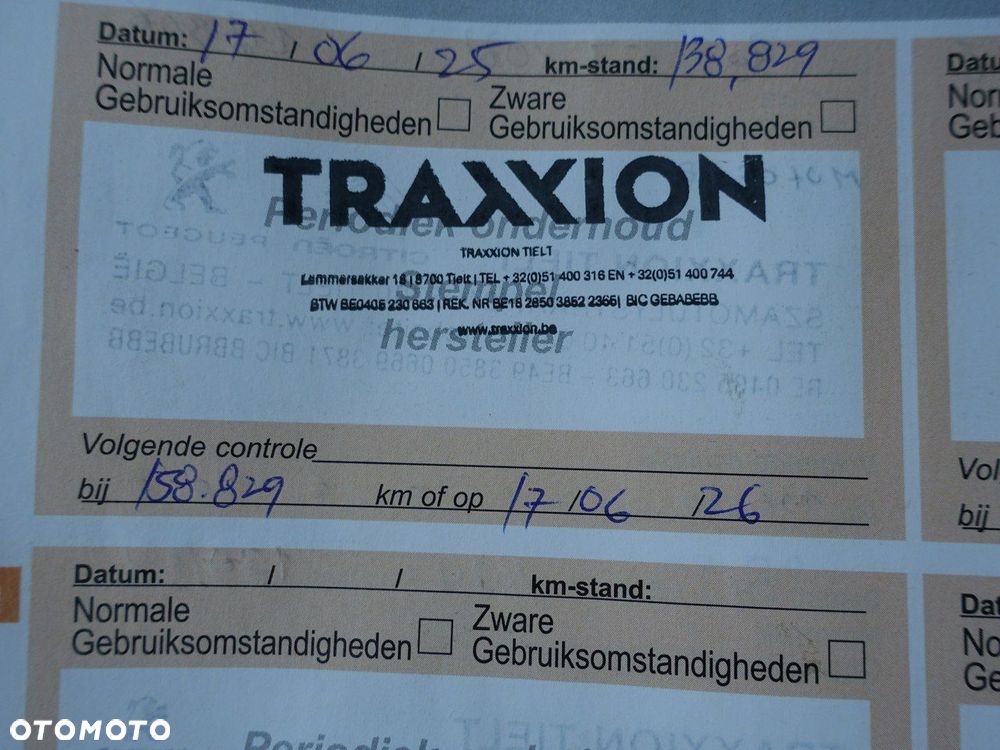 Datum: 17 / 06 / 25 km-stand: 138,829
Normale Gebruiksomstandigheden
Zware Gebruiksomstandigheden
TRAXXION
Periodiek onderhoud
TRAXXION TIELT
Lammersakker 18 | 8700 Tielt | TEL + 32(0)51 400 316 EN + 32(0)51 400 744
Stempel
BTW BE0405 230 663 | REK. NR BE16 2850 3852 2365| BIC GEBABEBB
www.traxxion.be
hersteller
Volgende controle
bij 158.829 km of op 17 /06 /26
Datum: / / km-stand:
Normale Gebruiksomstandigheden
Zware Gebruiksomstandigheden
OTOMOTO